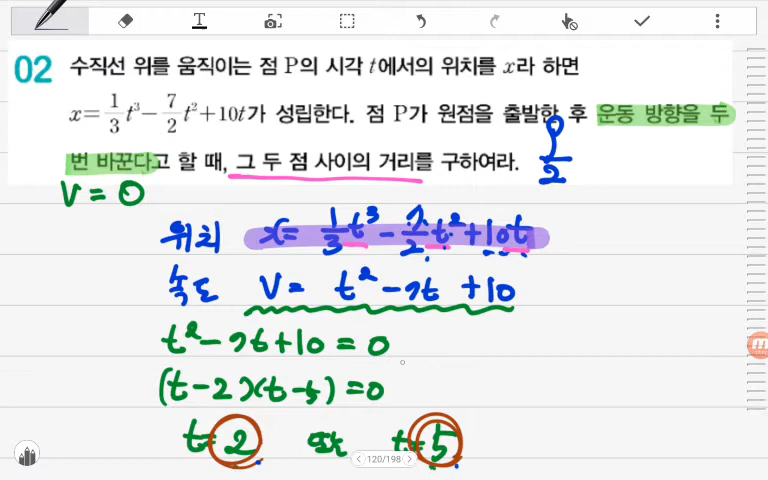 T
02 수직선 위를 움직이는 점 P의 시각 t에서의 위치를 x라 하면
x=1/3t³-7/2t²+10t가 성립한다. 점 P가 원점을 출발한 후 운동 방향을 두
번 바꾼다고 할 때, 그 두 점 사이의 거리를 구하여라. 9/2
V=0
위치 x= 1/3t³-7/2t²+10t
속도 V= t²-7t+10
t²-7t+10=0
(t-2)(t-5)=0
t=2 또는 t=5
120/198